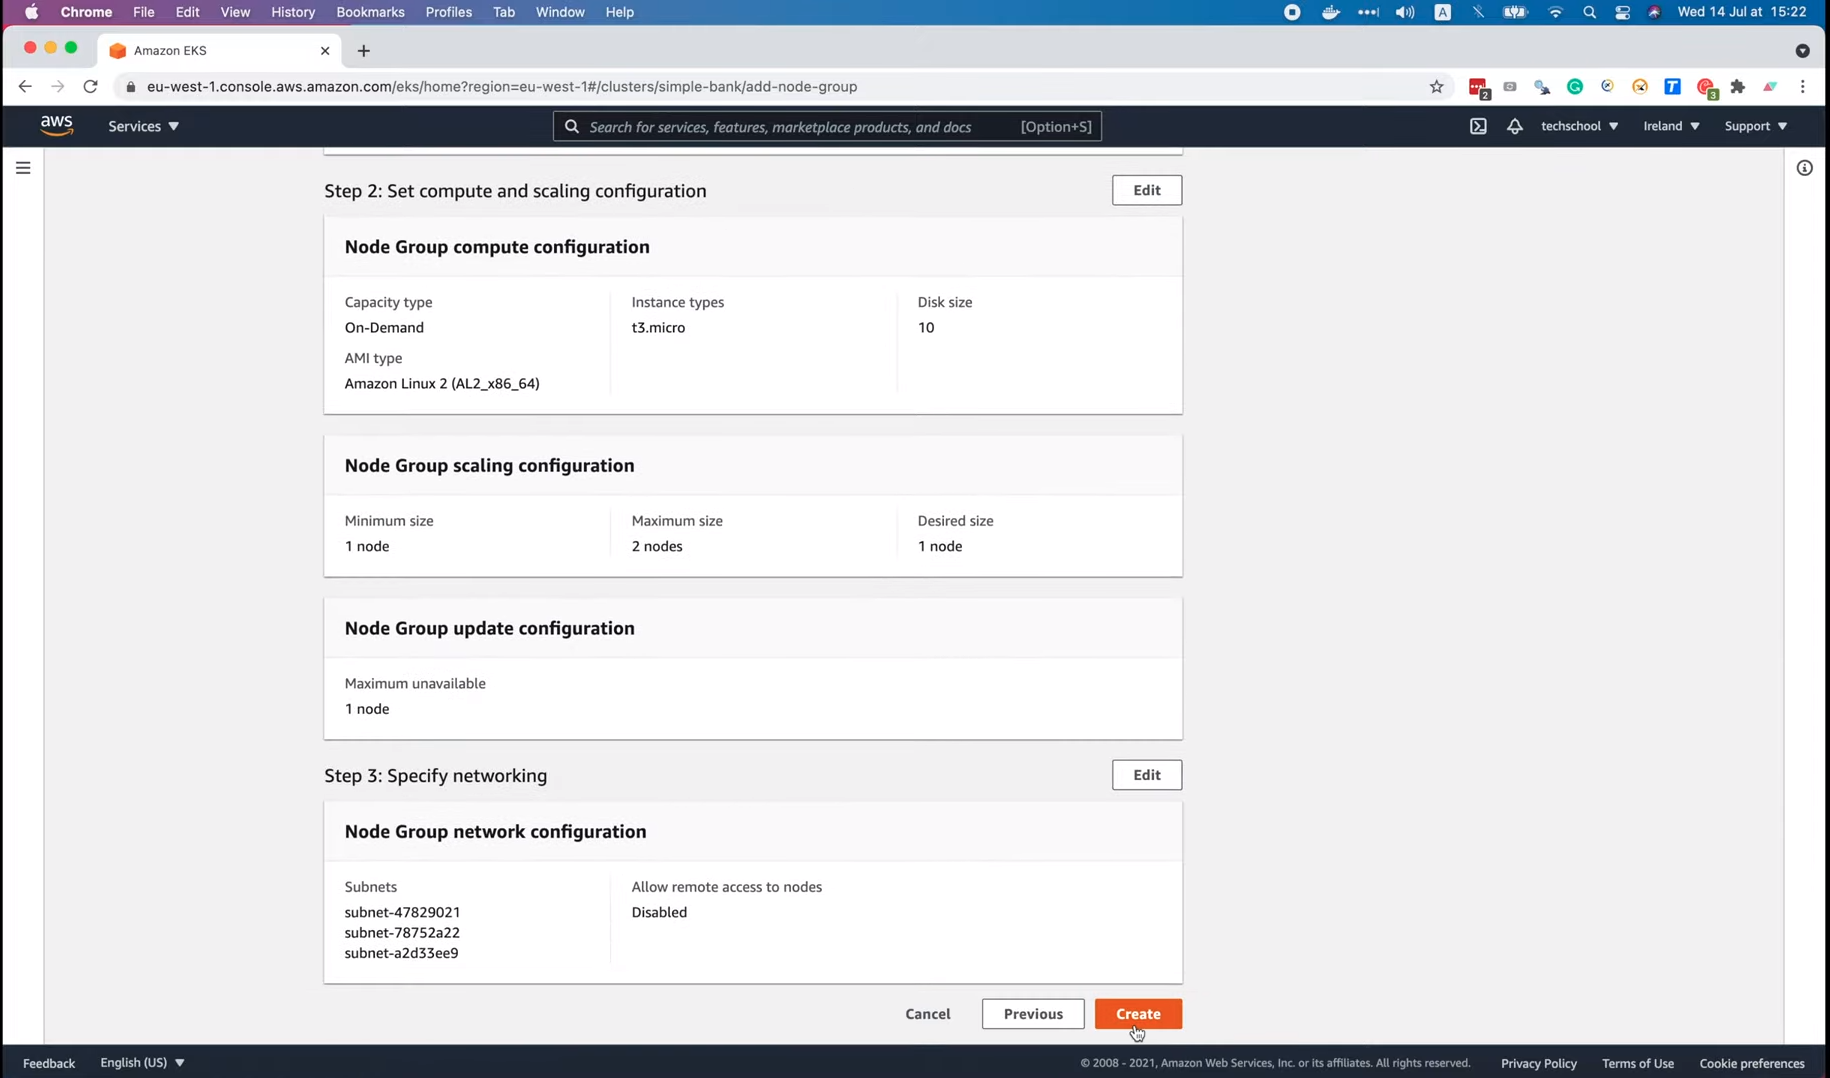 Chrome File Edit View History Bookmarks Profiles Tab Window Help
A
Wed 14 Jul at 15:22
Amazon EKS
eu-west-1.console.aws.amazon.com/eks/home?region=eu-west-1#/clusters/simple-bank/add-node-group
2
T
3
aws
Services
Search for services, features, marketplace products, and docs [Option+S]
techschool
Ireland
Support
Step 2: Set compute and scaling configuration
Edit
Node Group compute configuration
Capacity type
On-Demand
AMI type
Amazon Linux 2 (AL2_x86_64)
Instance types
t3.micro
Disk size
10
Node Group scaling configuration
Minimum size
1 node
Maximum size
2 nodes
Desired size
1 node
Node Group update configuration
Maximum unavailable
1 node
Step 3: Specify networking
Edit
Node Group network configuration
Subnets
subnet-47829021
subnet-78752a22
subnet-a2d33ee9
Allow remote access to nodes
Disabled
Cancel
Previous
Create
Feedback
English (US)
© 2008 - 2021, Amazon Web Services, Inc. or its affiliates. All rights reserved.
Privacy Policy
Terms of Use
Cookie preferences